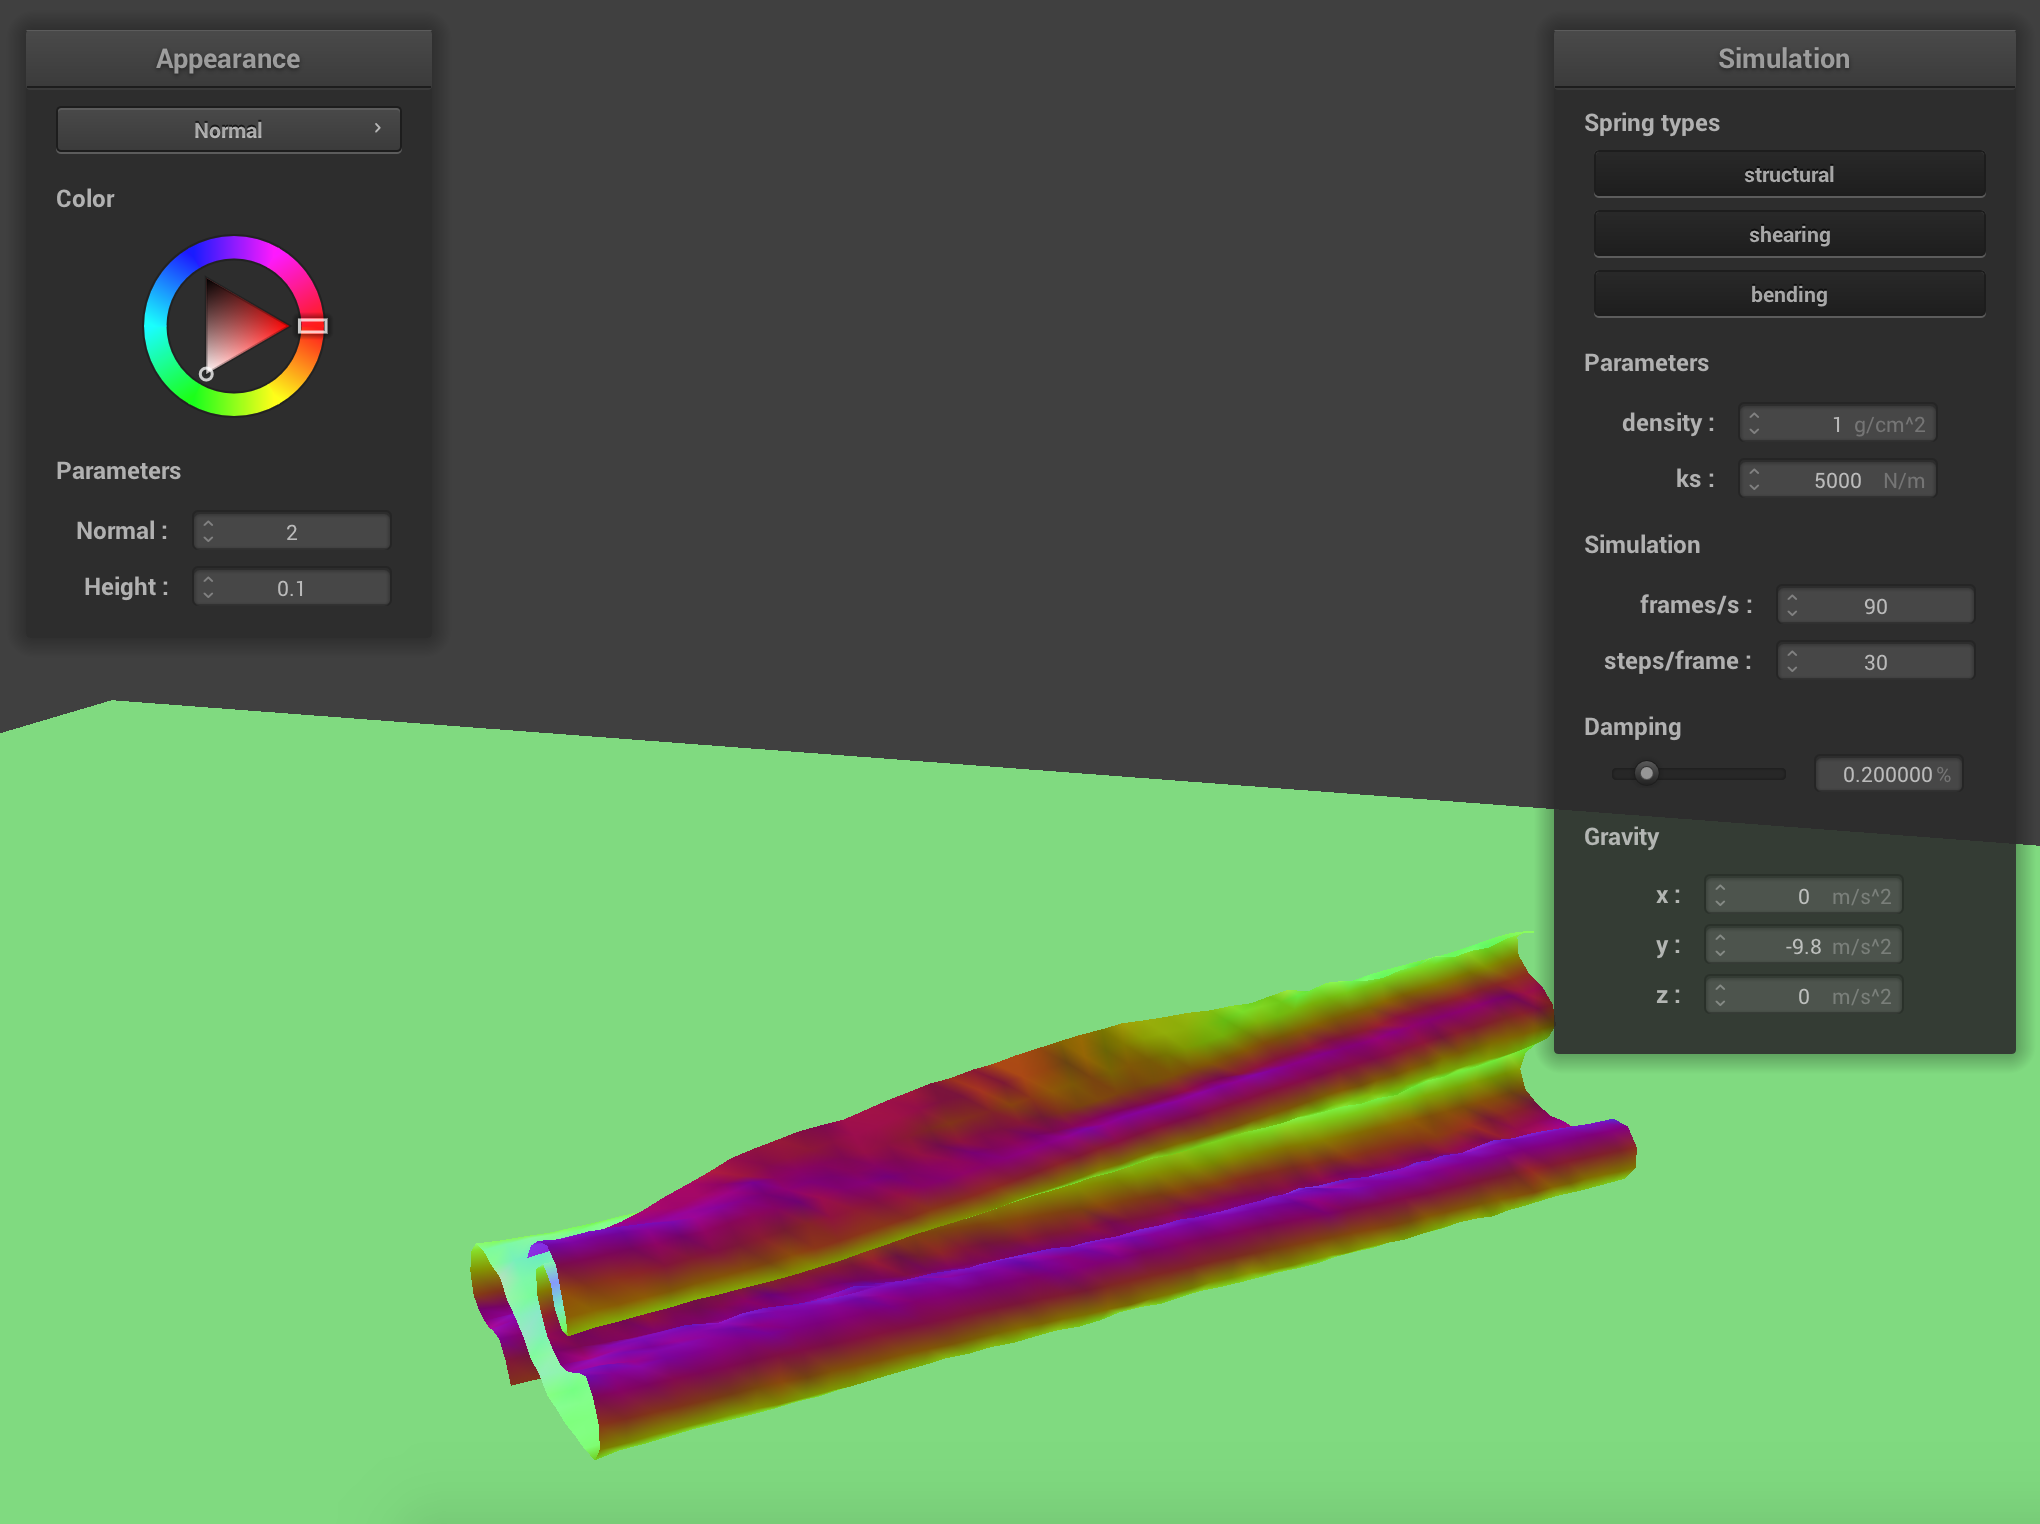 Appearance
Normal
Color
Parameters
Normal : 2
Height : 0.1
Simulation
Spring types
structural
shearing
bending
Parameters
density : 1 g/cm^2
ks : 5000 N/m
Simulation
frames/s : 90
steps/frame : 30
Damping
0.200000 %
Gravity
x : 0 m/s^2
y : -9.8 m/s^2
z : 0 m/s^2